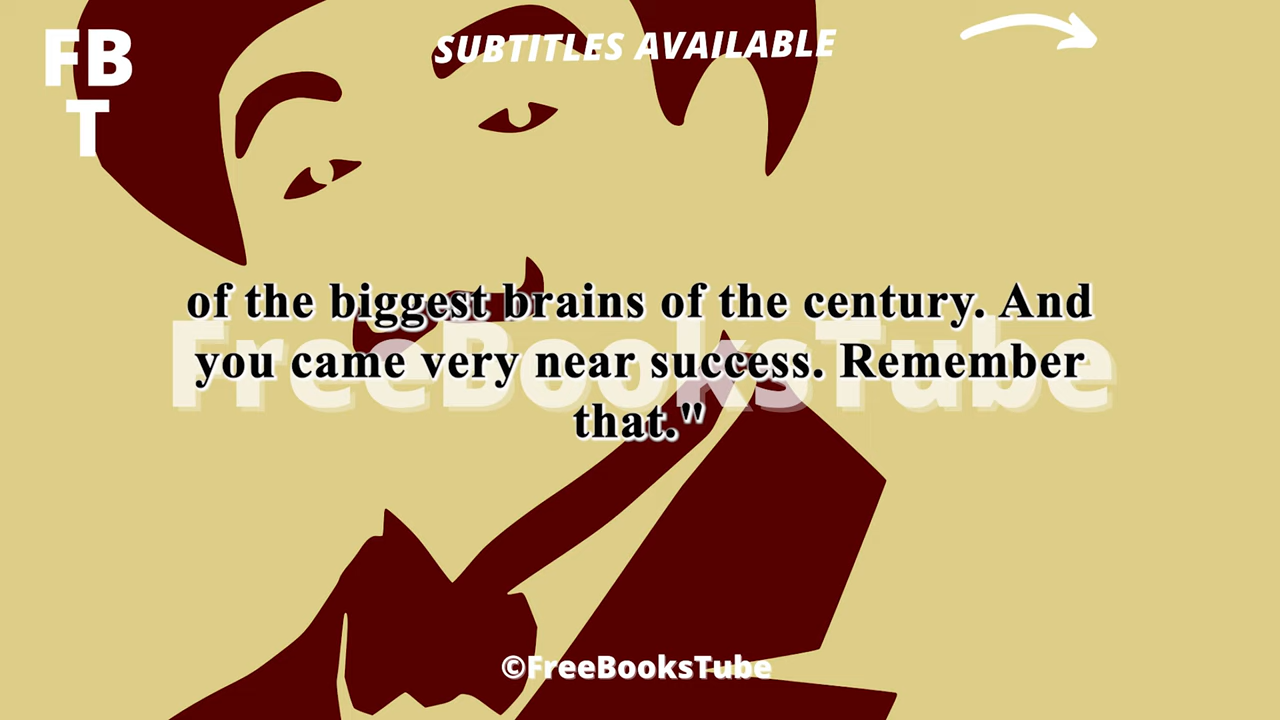 FB
T
SUBTITLES AVAILABLE
of the biggest brains of the century. And
you came very near success. Remember
that."
FreeBooksTube
©FreeBooksTube